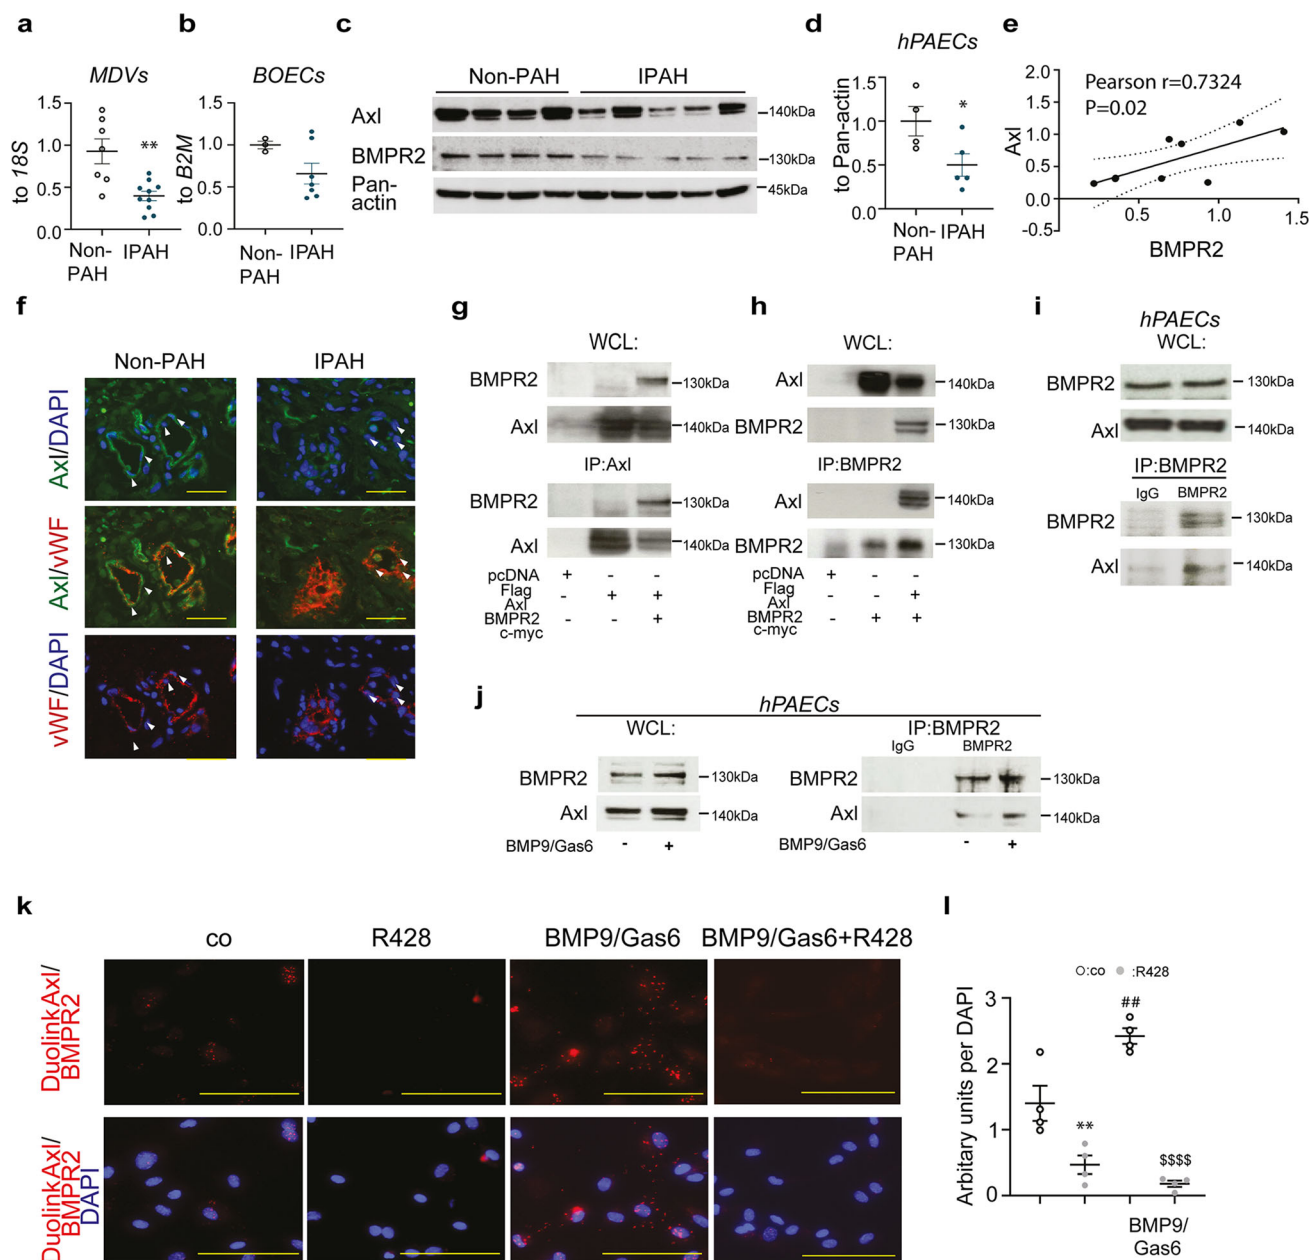 a
MDVs
1.5
1.0
0.5
0.0
to 18S
**
Non-
PAH
IPAH
b
BOECs
1.5
1.0
0.5
0.0
to B2M
Non-
PAH
IPAH
c
Non-PAH
IPAH
Axl
140kDa
BMPR2
130kDa
Pan-
actin
45kDa
d
hPAECs
1.5
1.0
0.5
0.0
to Pan-actin
*
Non-
PAH
IPAH
e
2.0
1.5
1.0
0.5
0.0
-0.5
Axl
Pearson r=0.7324
P=0.02
0.5
1.0
1.5
BMPR2
f
Non-PAH
IPAH
Axl/DAPI
Axl/vWF
vWF/DAPI
g
WCL:
BMPR2
130kDa
Axl
140kDa
IP:Axl
BMPR2
130kDa
Axl
140kDa
pcDNA + - -
Flag
Axl - + +
BMPR2
c-myc - - +
h
WCL:
Axl
140kDa
BMPR2
130kDa
IP:BMPR2
Axl
140kDa
BMPR2
130kDa
pcDNA + - -
Flag
Axl - - +
BMPR2
c-myc - + +
i
hPAECs
WCL:
BMPR2
130kDa
Axl
140kDa
IP:BMPR2
IgG BMPR2
BMPR2
130kDa
Axl
140kDa
j
hPAECs
WCL:
BMPR2
130kDa
Axl
140kDa
BMP9/Gas6 - +
IP:BMPR2
IgG BMPR2
BMPR2
130kDa
Axl
140kDa
BMP9/Gas6 - +
k
co
R428
BMP9/Gas6
BMP9/Gas6+R428
DuolinkAxl/
BMPR2
DuolinkAxl/
BMPR2
DAPI
l
:co :R428
3
2
1
0
Arbitary units per DAPI
**
##
$$$$
BMP9/
Gas6